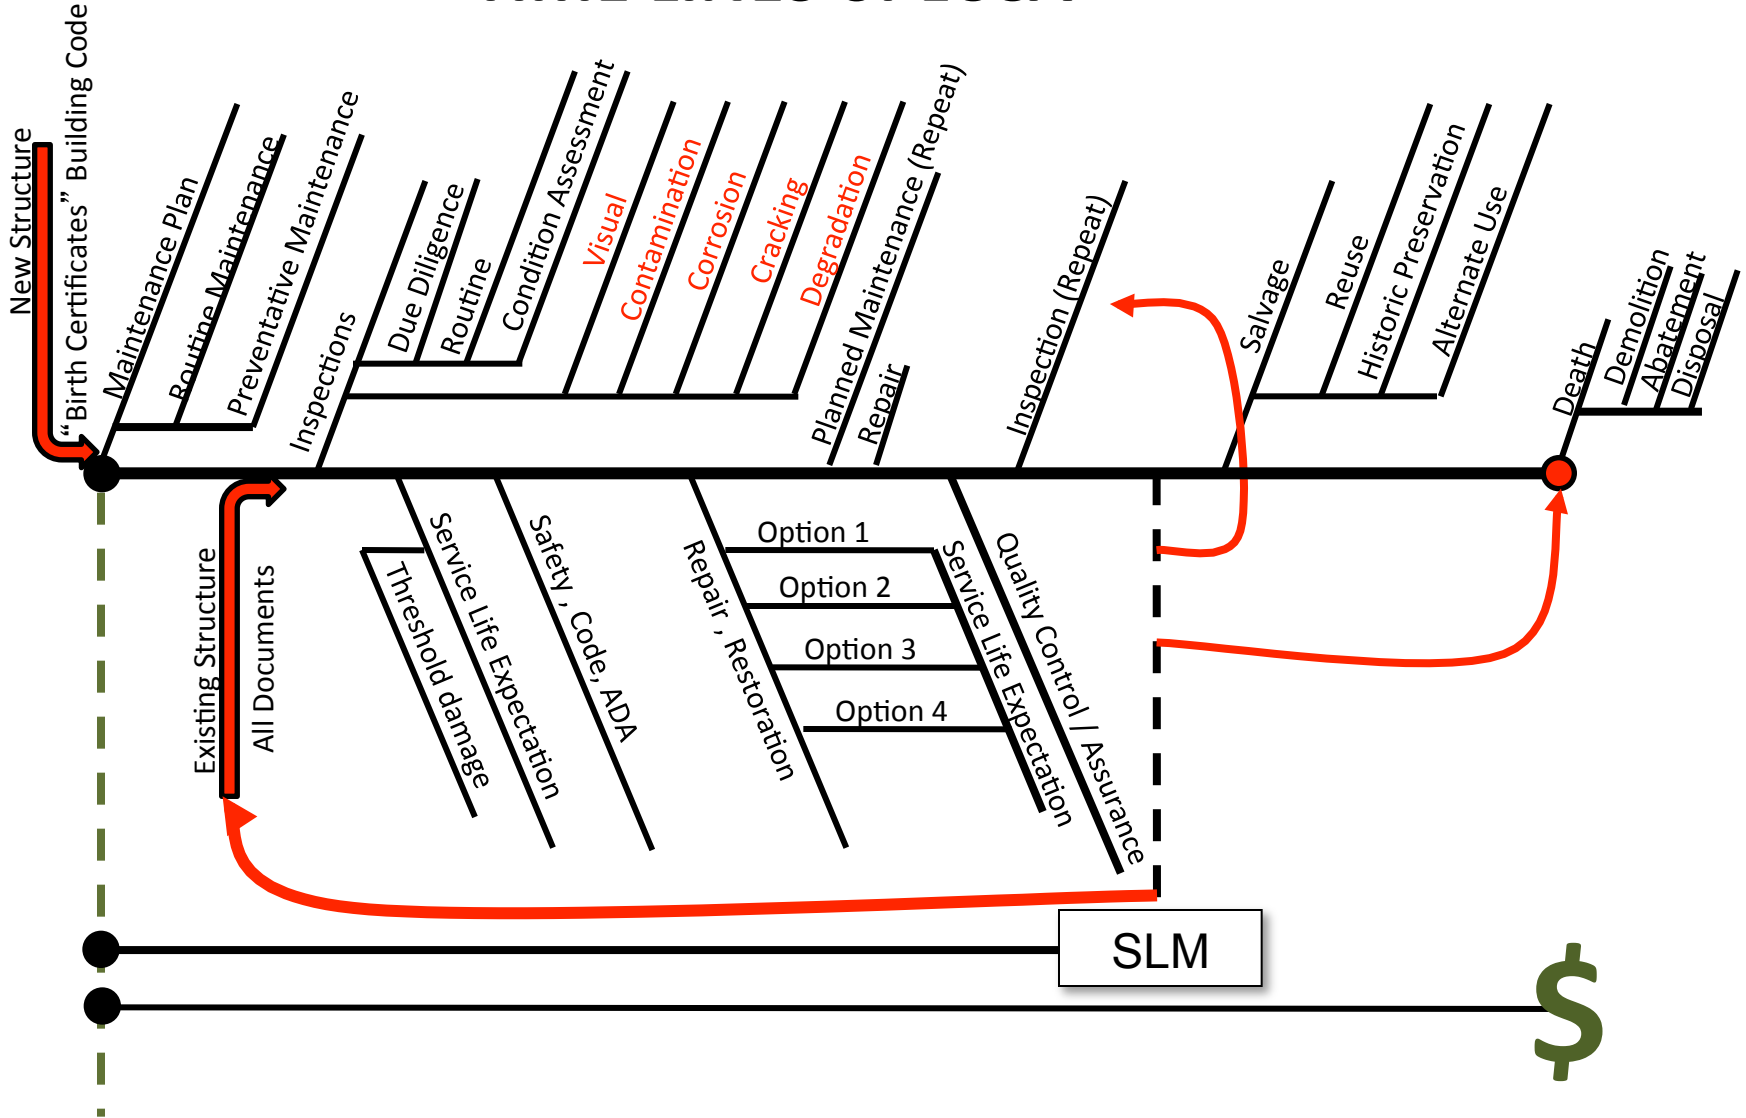 New Structure
“Birth Certificates” Building Code
Maintenance Plan
Routine Maintenance
Preventative Maintenance
Inspections
Due Diligence
Routine
Condition Assessment
Visual
Contamination
Corrosion
Cracking
Degradation
Planned Maintenance (Repeat)
Repair
Inspection (Repeat)
Salvage
Reuse
Historic Preservation
Alternate Use
Death
Demolition
Abatement
Disposal
Existing Structure
All Documents
Threshold damage
Service Life Expectation
Safety , Code, ADA
Repair , Restoration
Option 1
Option 2
Option 3
Option 4
Service Life Expectation
Quality Control / Assurance
SLM
$